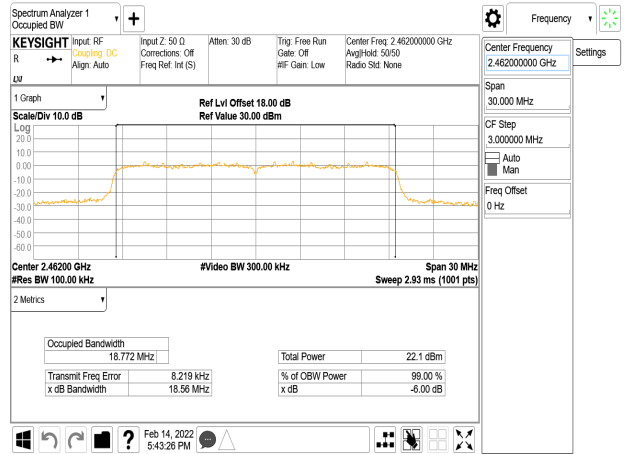 Spectrum Analyzer 1
Occupied BW
Frequency
KEYSIGHT
R
Input: RF
Coupling: DC
Align: Auto
Input Z: 50 Ω
Corrections: Off
Freq Ref: Int (S)
Atten: 30 dB
Trig: Free Run
Gate: Off
#IF Gain: Low
Center Freq: 2.462000000 GHz
Avg|Hold: 50/50
Radio Std: None
Center Frequency
2.462000000 GHz
Settings
Span
30.000 MHz
CF Step
3.000000 MHz
Auto
Man
Freq Offset
0 Hz
1 Graph
Scale/Div 10.0 dB
Ref Lvl Offset 18.00 dB
Ref Value 30.00 dBm
Log
20.0
10.0
0.00
-10.0
-20.0
-30.0
-40.0
-50.0
-60.0
Center 2.46200 GHz
#Res BW 100.00 kHz
#Video BW 300.00 kHz
Span 30 MHz
Sweep 2.93 ms (1001 pts)
2 Metrics
Occupied Bandwidth
18.772 MHz
Transmit Freq Error 8.219 kHz
x dB Bandwidth 18.56 MHz
Total Power 22.1 dBm
% of OBW Power 99.00 %
x dB -6.00 dB
?
Feb 14, 2022
5:43:26 PM